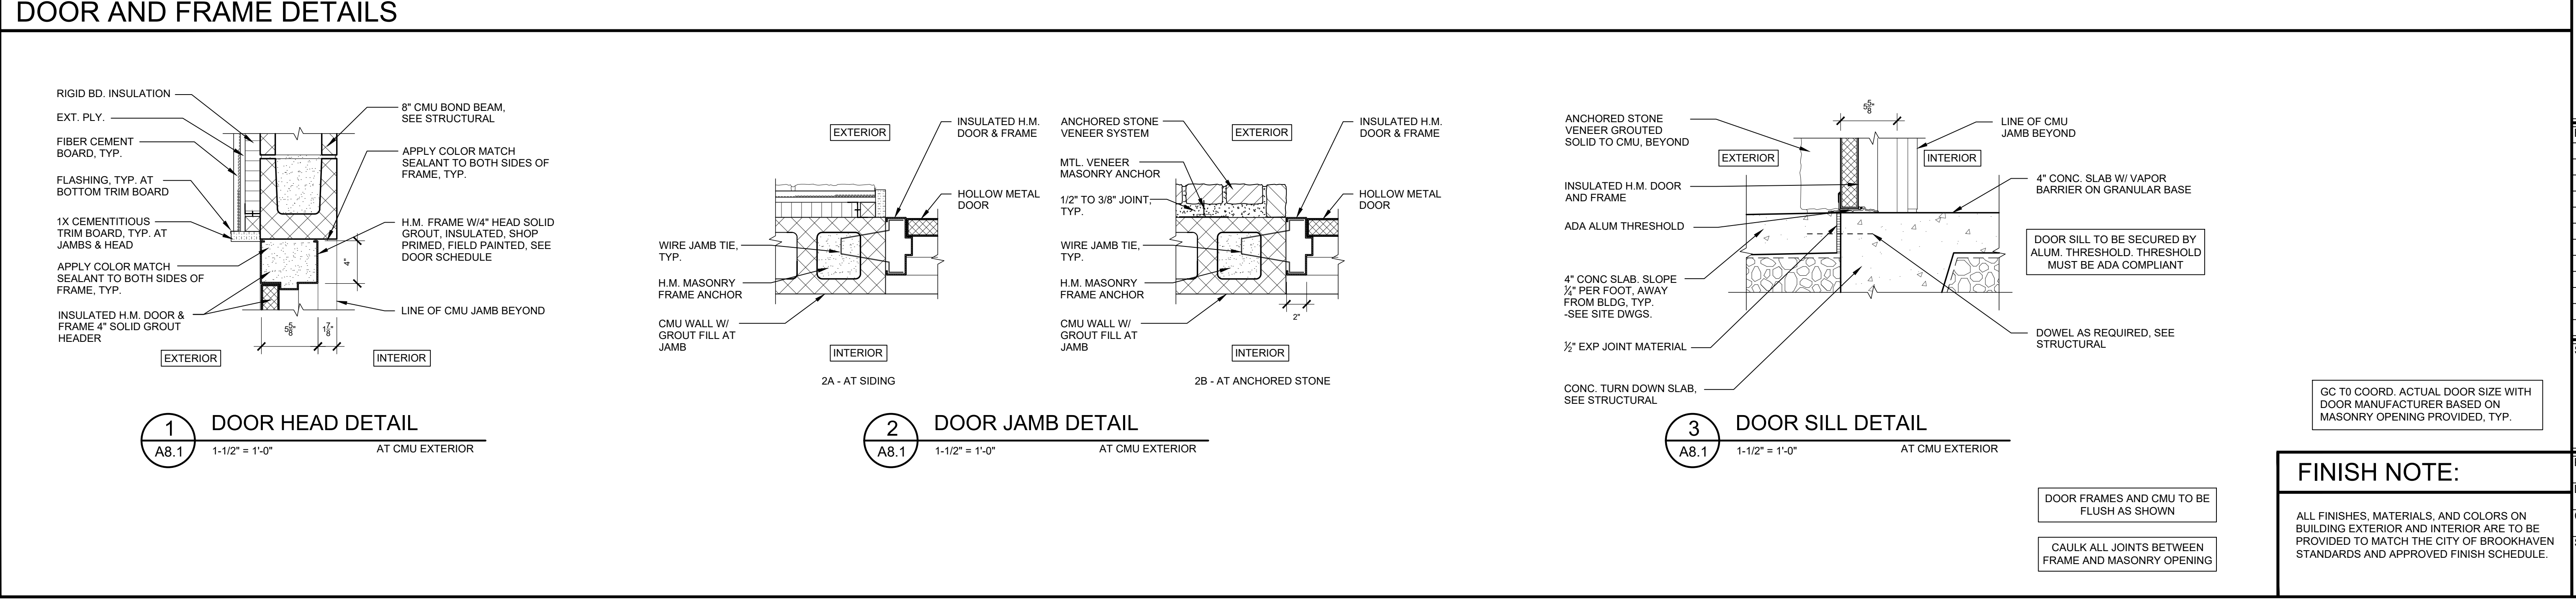 DOOR AND FRAME DETAILS
RIGID BD. INSULATION
EXT. PLY.
FIBER CEMENT
BOARD, TYP.
FLASHING, TYP. AT
BOTTOM TRIM BOARD
1X CEMENTITIOUS
TRIM BOARD, TYP. AT
JAMBS & HEAD
APPLY COLOR MATCH
SEALANT TO BOTH SIDES OF
FRAME, TYP.
INSULATED H.M. DOOR &
FRAME 4" SOLID GROUT
HEADER
8" CMU BOND BEAM,
SEE STRUCTURAL
APPLY COLOR MATCH
SEALANT TO BOTH SIDES OF
FRAME, TYP.
H.M. FRAME W/4" HEAD SOLID
GROUT, INSULATED, SHOP
PRIMED, FIELD PAINTED, SEE
DOOR SCHEDULE
4"
LINE OF CMU JAMB BEYOND
5 5/8"
1 7/8"
EXTERIOR
INTERIOR
1
A8.1
DOOR HEAD DETAIL
1-1/2" = 1'-0"
AT CMU EXTERIOR
EXTERIOR
INSULATED H.M.
DOOR & FRAME
HOLLOW METAL
DOOR
WIRE JAMB TIE,
TYP.
H.M. MASONRY
FRAME ANCHOR
CMU WALL W/
GROUT FILL AT
JAMB
INTERIOR
2A - AT SIDING
ANCHORED STONE
VENEER SYSTEM
MTL. VENEER
MASONRY ANCHOR
1/2" TO 3/8" JOINT,
TYP.
WIRE JAMB TIE,
TYP.
H.M. MASONRY
FRAME ANCHOR
CMU WALL W/
GROUT FILL AT
JAMB
EXTERIOR
INSULATED H.M.
DOOR & FRAME
HOLLOW METAL
DOOR
2"
INTERIOR
2B - AT ANCHORED STONE
2
A8.1
DOOR JAMB DETAIL
1-1/2" = 1'-0"
AT CMU EXTERIOR
ANCHORED STONE
VENEER GROUTED
SOLID TO CMU, BEYOND
EXTERIOR
INSULATED H.M. DOOR
AND FRAME
ADA ALUM THRESHOLD
4" CONC SLAB. SLOPE
1/4" PER FOOT, AWAY
FROM BLDG, TYP.
-SEE SITE DWGS.
1/2" EXP JOINT MATERIAL
CONC. TURN DOWN SLAB,
SEE STRUCTURAL
5 5/8"
LINE OF CMU
JAMB BEYOND
INTERIOR
4" CONC. SLAB W/ VAPOR
BARRIER ON GRANULAR BASE
DOOR SILL TO BE SECURED BY
ALUM. THRESHOLD. THRESHOLD
MUST BE ADA COMPLIANT
DOWEL AS REQUIRED, SEE
STRUCTURAL
3
A8.1
DOOR SILL DETAIL
1-1/2" = 1'-0"
AT CMU EXTERIOR
DOOR FRAMES AND CMU TO BE
FLUSH AS SHOWN
CAULK ALL JOINTS BETWEEN
FRAME AND MASONRY OPENING
GC T0 COORD. ACTUAL DOOR SIZE WITH
DOOR MANUFACTURER BASED ON
MASONRY OPENING PROVIDED, TYP.
FINISH NOTE:
ALL FINISHES, MATERIALS, AND COLORS ON
BUILDING EXTERIOR AND INTERIOR ARE TO BE
PROVIDED TO MATCH THE CITY OF BROOKHAVEN
STANDARDS AND APPROVED FINISH SCHEDULE.